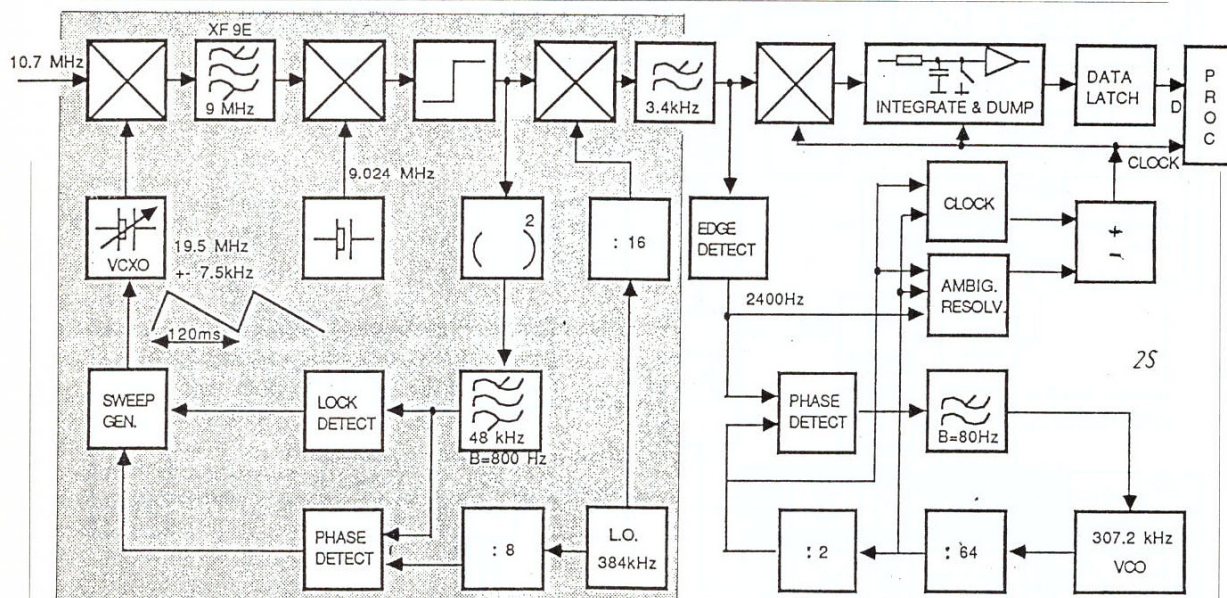 XF 9E
10.7 MHz
9 MHz
3.4kHz
INTEGRATE & DUMP
DATA
LATCH
D
P
R
O
C
CLOCK
9.024 MHz
VCXO
19.5 MHz
+- 7.5kHz
( )²
: 16
EDGE
DETECT
CLOCK
- +
2400Hz
AMBIG.
RESOLV.
120ms
2S
SWEEP
GEN.
LOCK
DETECT
48 kHz
B=800 Hz
PHASE
DETECT
B=80Hz
PHASE
DETECT
: 8
L.O.
384kHz
: 2
: 64
307.2 kHz
VCO